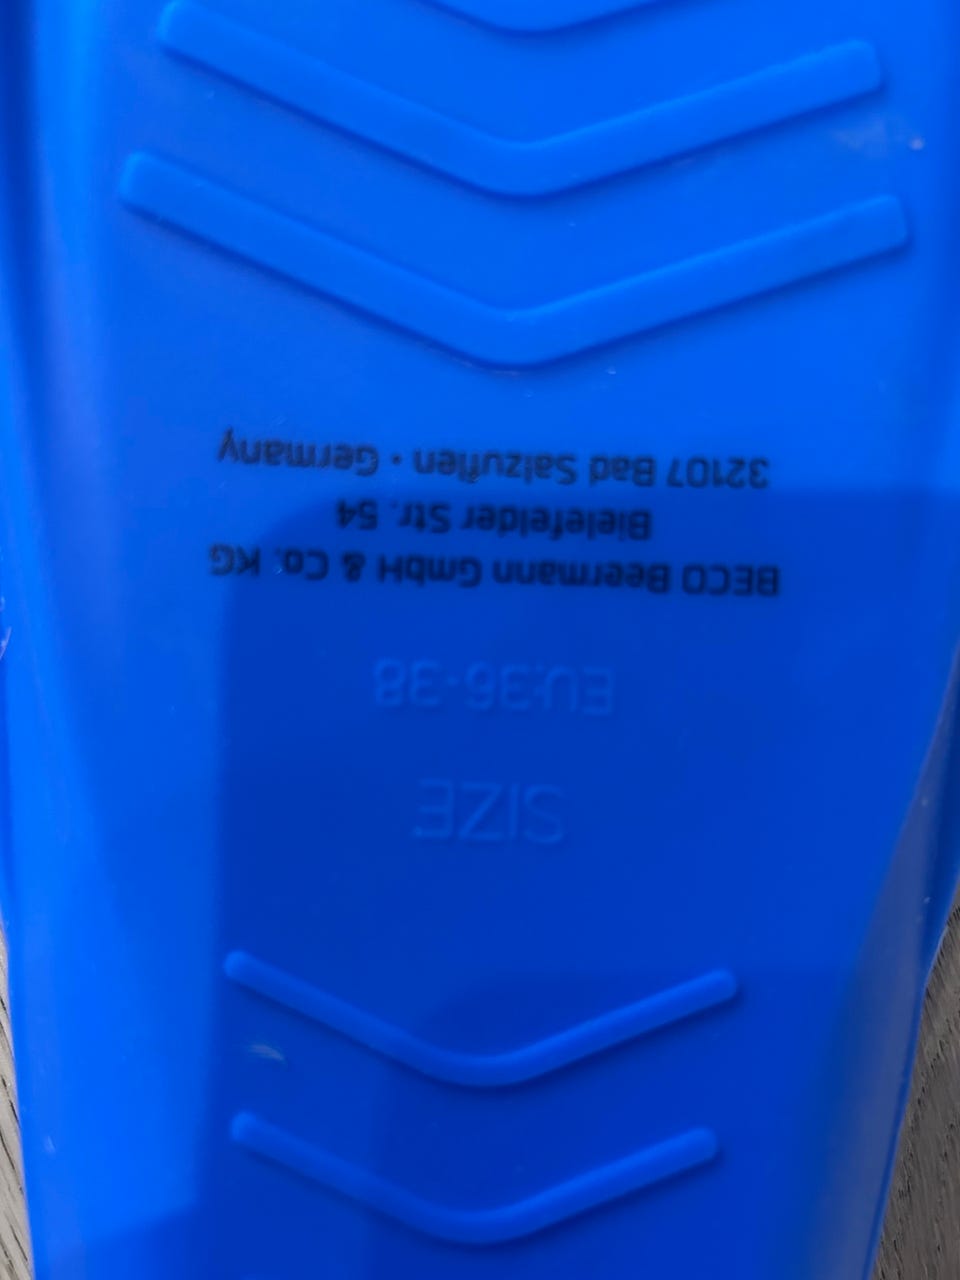 SIZE
EU:36-38
BECO Beermann GmbH & Co. KG
Bielefelder Str. 54
32107 Bad Salzuflen · Germany